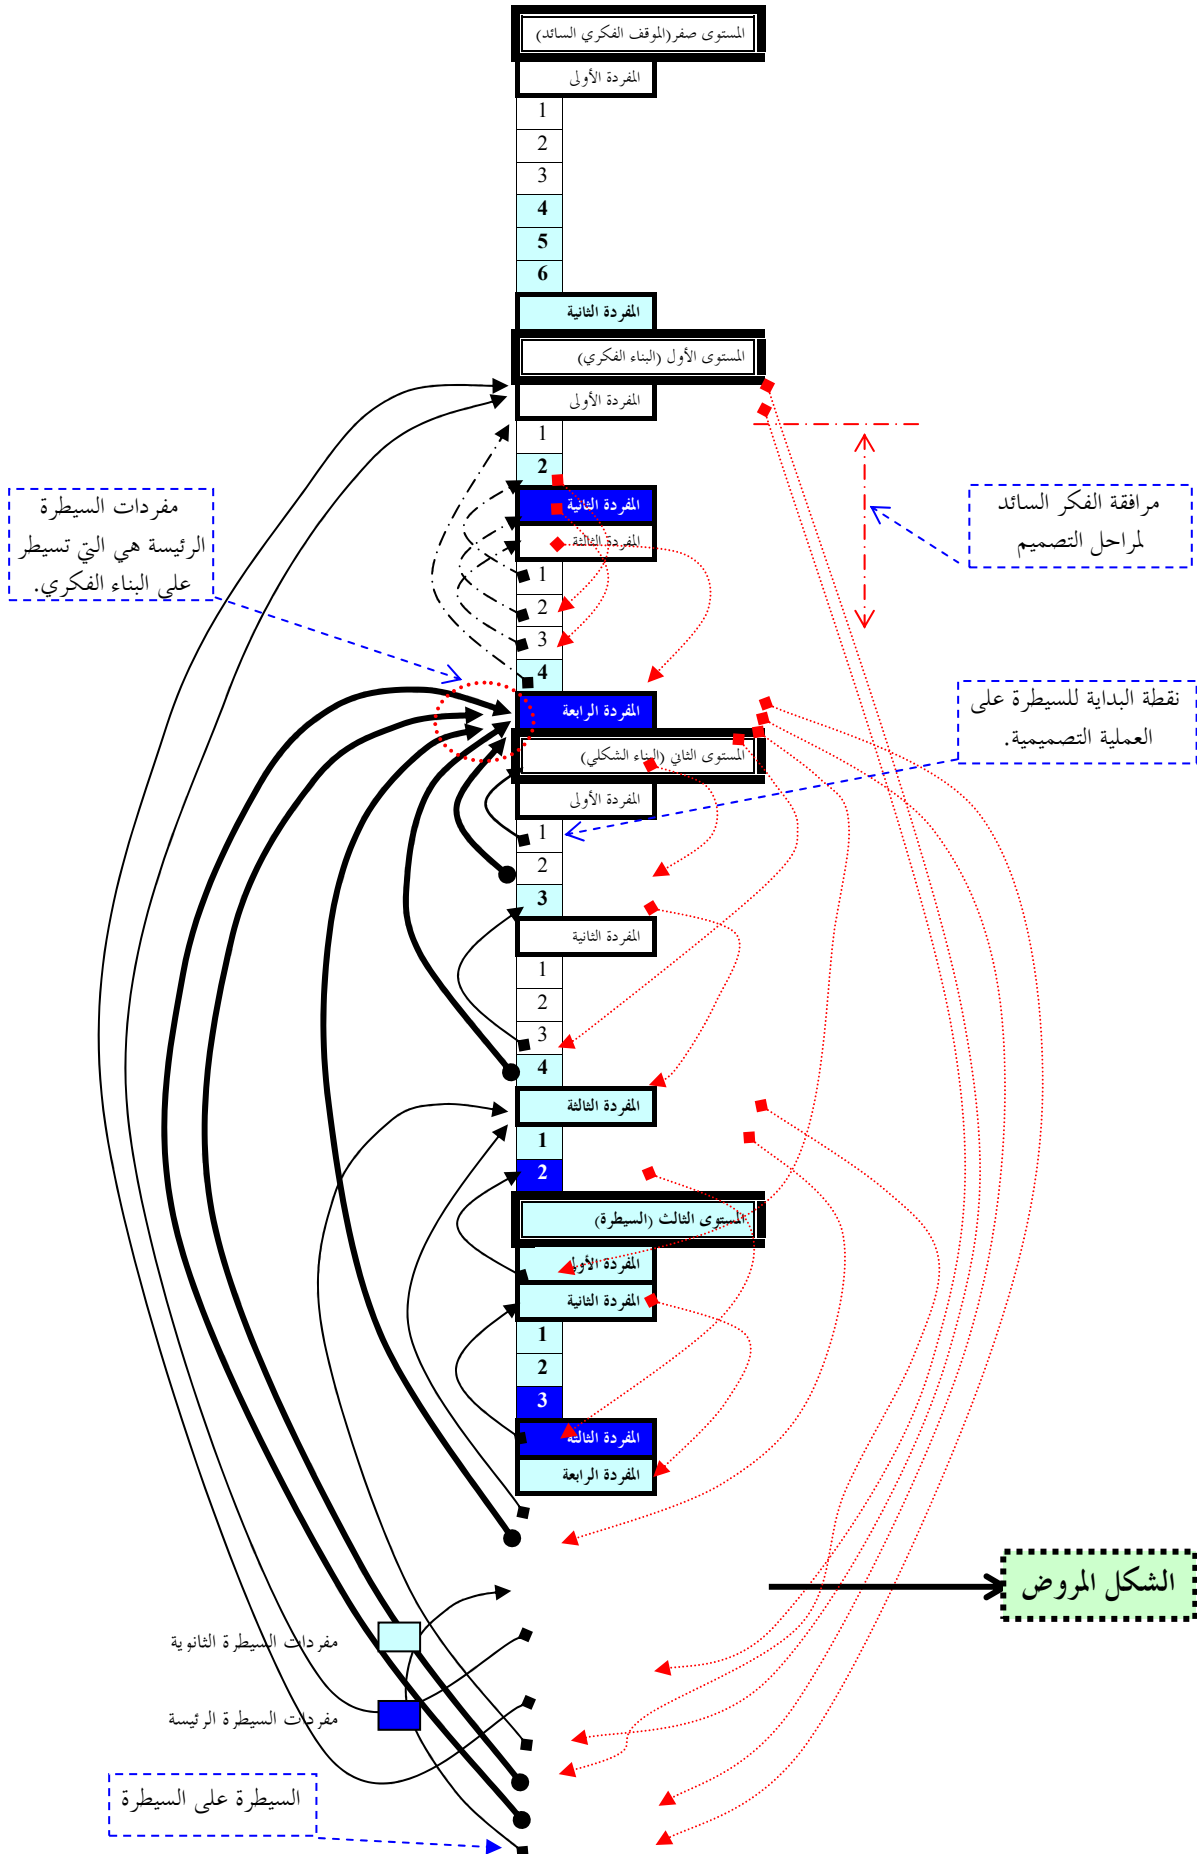 المستوى صفر(الموقف الفكري السائد)
المفردة الأولى
1
2
3
4
5
6
المفردة الثانية
المستوى الأول (البناء الفكري)
المفردة الأولى
1
2
المفردة الثانية
المفردة الثالثة
1
2
3
4
المفردة الرابعة
المستوى الثاني (البناء الشكلي)
المفردة الأولى
1
2
3
المفردة الثانية
1
2
3
4
المفردة الثالثة
1
2
المستوى الثالث (السيطرة)
المفردة الأولى
المفردة الثانية
1
2
3
المفردة الثالثة
المفردة الرابعة
مرافقة الفكر السائد
لمراحل التصميم
مفردات السيطرة
الرئيسة هي التي تسيطر
على البناء الفكري.
نقطة البداية للسيطرة على
العملية التصميمية.
الشكل المروض
مفردات السيطرة الثانوية
مفردات السيطرة الرئيسة
السيطرة على السيطرة